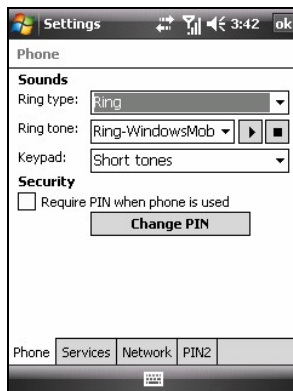 Settings 3:42 ok
Phone
Sounds
Ring type: Ring
Ring tone: Ring-WindowsMob
Keypad: Short tones
Security
Require PIN when phone is used
Change PIN
Phone Services Network PIN2